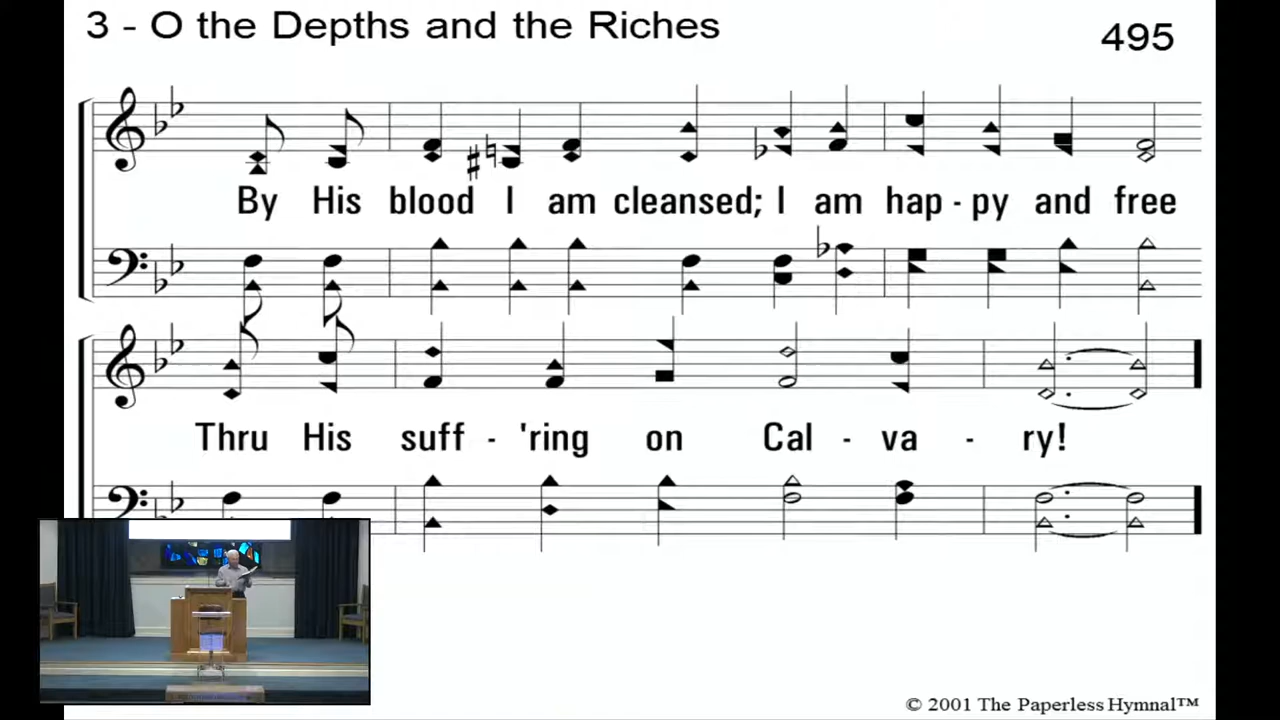 3 - O the Depths and the Riches
495
By His blood I am cleansed; I am hap - py and free
Thru His suff - 'ring on Cal - va - ry!
© 2001 The Paperless Hymnal™